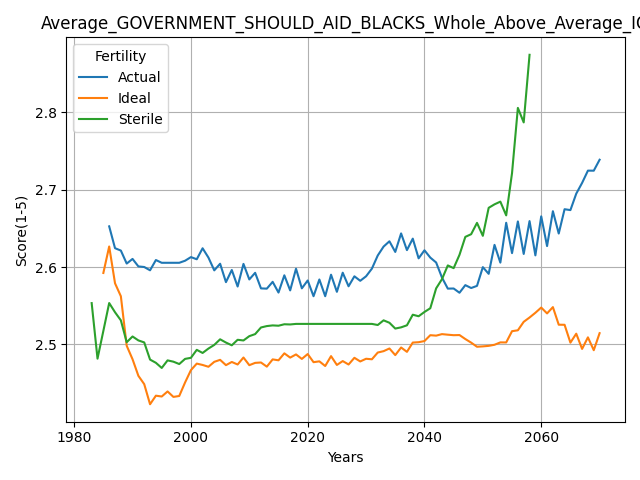 Average_GOVERNMENT_SHOULD_AID_BLACKS_Whole_Above_Average_IQ
Fertility
Actual
Ideal
Sterile
Score(1-5)
2.8
2.7
2.6
2.5
1980 2000 2020 2040 2060
Years